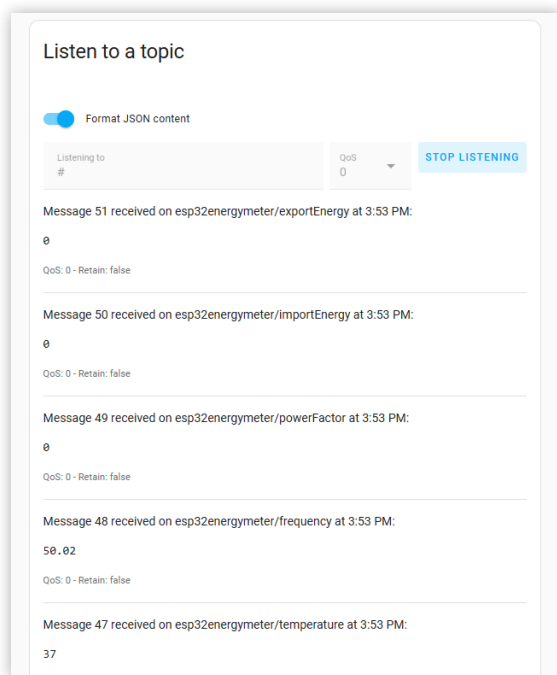 Listen to a topic
Format JSON content
Listening to
#
QoS
0
STOP LISTENING
Message 51 received on esp32energymeter/exportEnergy at 3:53 PM:
0
QoS: 0 - Retain: false
Message 50 received on esp32energymeter/importEnergy at 3:53 PM:
0
QoS: 0 - Retain: false
Message 49 received on esp32energymeter/powerFactor at 3:53 PM:
0
QoS: 0 - Retain: false
Message 48 received on esp32energymeter/frequency at 3:53 PM:
50.02
QoS: 0 - Retain: false
Message 47 received on esp32energymeter/temperature at 3:53 PM:
37